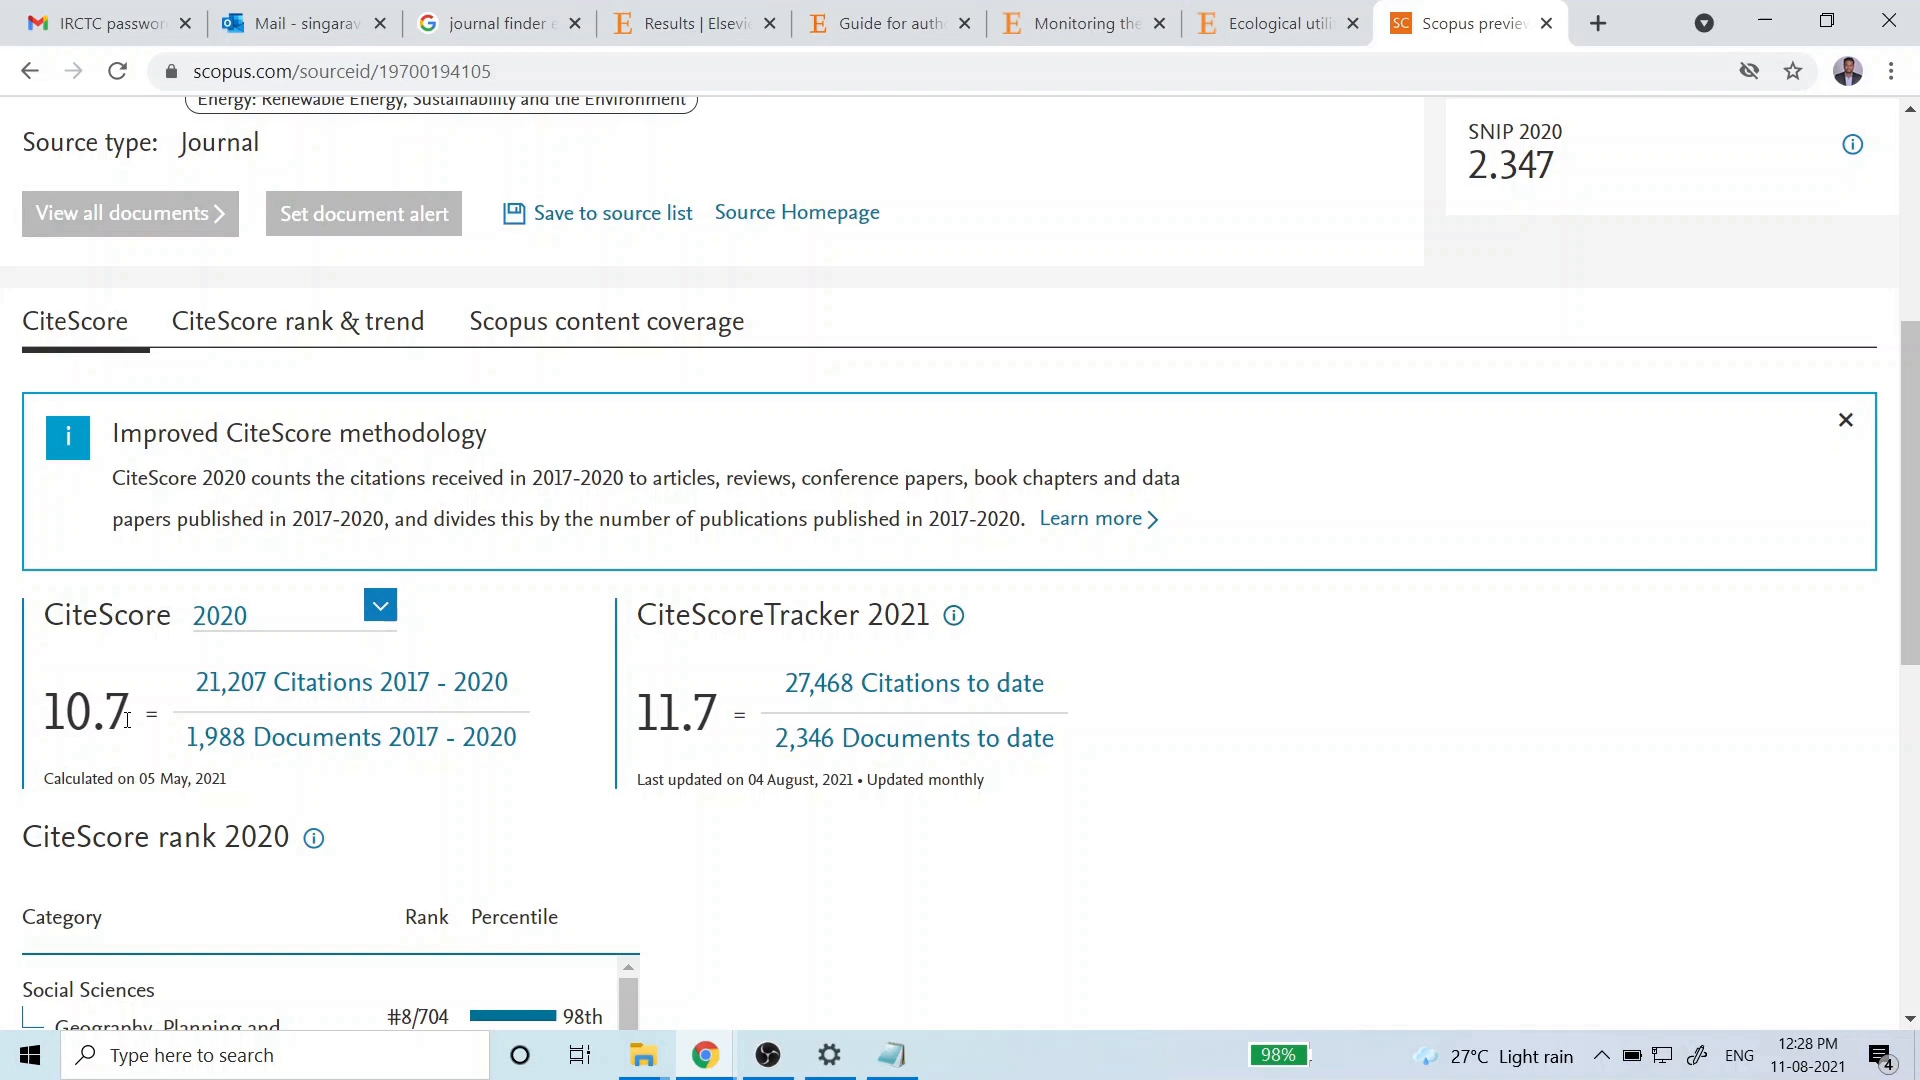 IRCTC passwor
Mail - singarav
journal finder e
Results | Elsevi
Guide for auth
Monitoring the
Ecological utili
SC
Scopus preview
scopus.com/sourceid/19700194105
Energy: Renewable Energy, Sustainability and the Environment
Source type: Journal
SNIP 2020
2.347
View all documents
Set document alert
Save to source list
Source Homepage
CiteScore
CiteScore rank & trend
Scopus content coverage
i
Improved CiteScore methodology
CiteScore 2020 counts the citations received in 2017-2020 to articles, reviews, conference papers, book chapters and data
papers published in 2017-2020, and divides this by the number of publications published in 2017-2020. Learn more
CiteScore 2020
10.7 =
21,207 Citations 2017 - 2020
1,988 Documents 2017 - 2020
Calculated on 05 May, 2021
CiteScoreTracker 2021
11.7 =
27,468 Citations to date
2,346 Documents to date
Last updated on 04 August, 2021 • Updated monthly
CiteScore rank 2020
Category Rank Percentile
Social Sciences
Geography, Planning and
#8/704 98th
Type here to search
98%
27°C Light rain
ENG
12:28 PM
11-08-2021
4